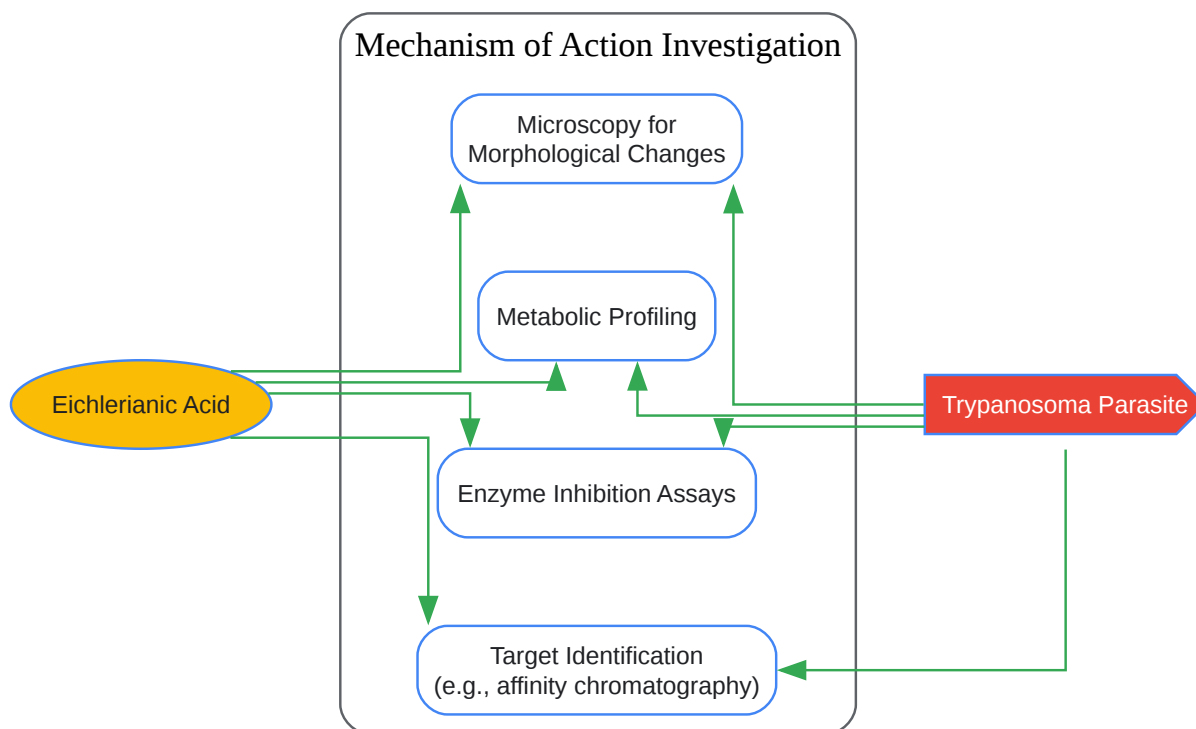 Mechanism of Action Investigation
Microscopy for
Morphological Changes
Metabolic Profiling
Eichlerianic Acid
Trypanosoma Parasite
Enzyme Inhibition Assays
Target Identification
(e.g., affinity chromatography)